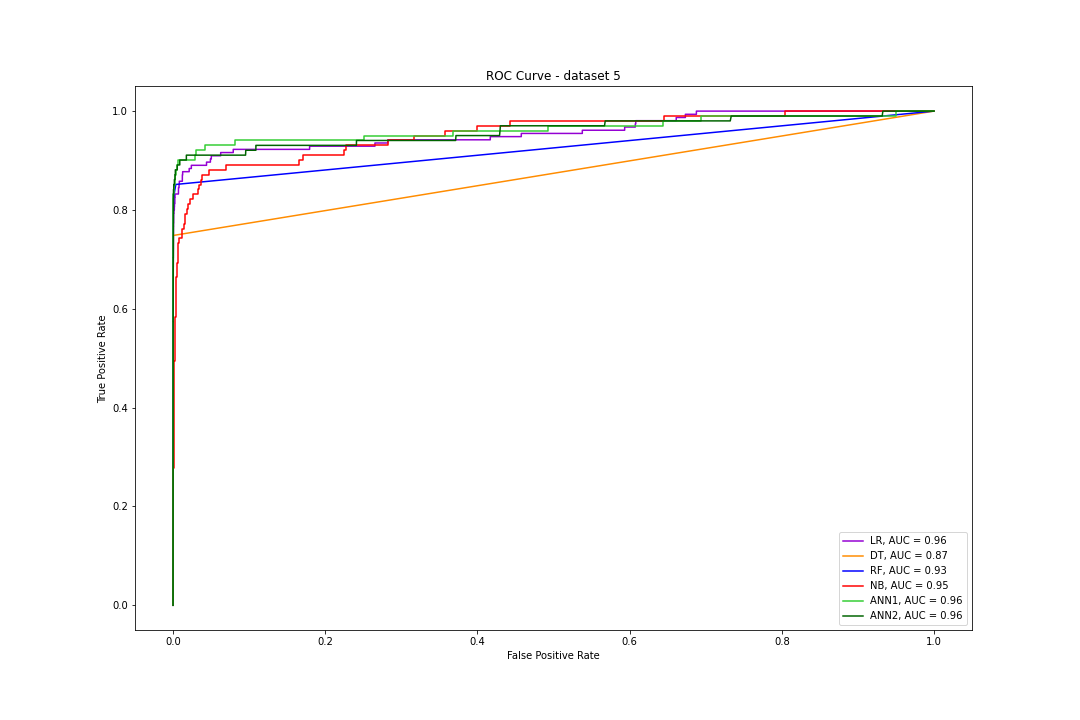 ROC Curve - dataset 5
True Positive Rate
1.0
0.8
0.6
0.4
0.2
0.0
0.0 0.2 0.4 0.6 0.8 1.0
False Positive Rate
LR, AUC = 0.96
DT, AUC = 0.87
RF, AUC = 0.93
NB, AUC = 0.95
ANN1, AUC = 0.96
ANN2, AUC = 0.96